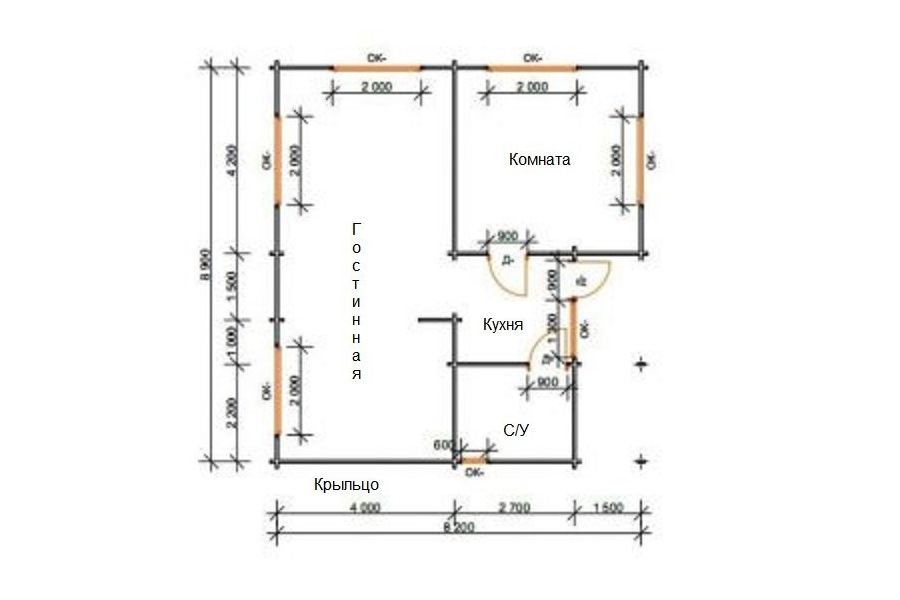 ОК-
ОК-
2 000
2 000
ОК-
2 000
4 200
Комната
2 000
ОК-
Гостинная
900
Д-
8 900
1 500
900
Д-
Кухня
1 300
ОК-
1 000
Д-
900
ОК-
2 000
2 200
С/У
600
ОК-
Крыльцо
4 000
2 700
1 500
8 200